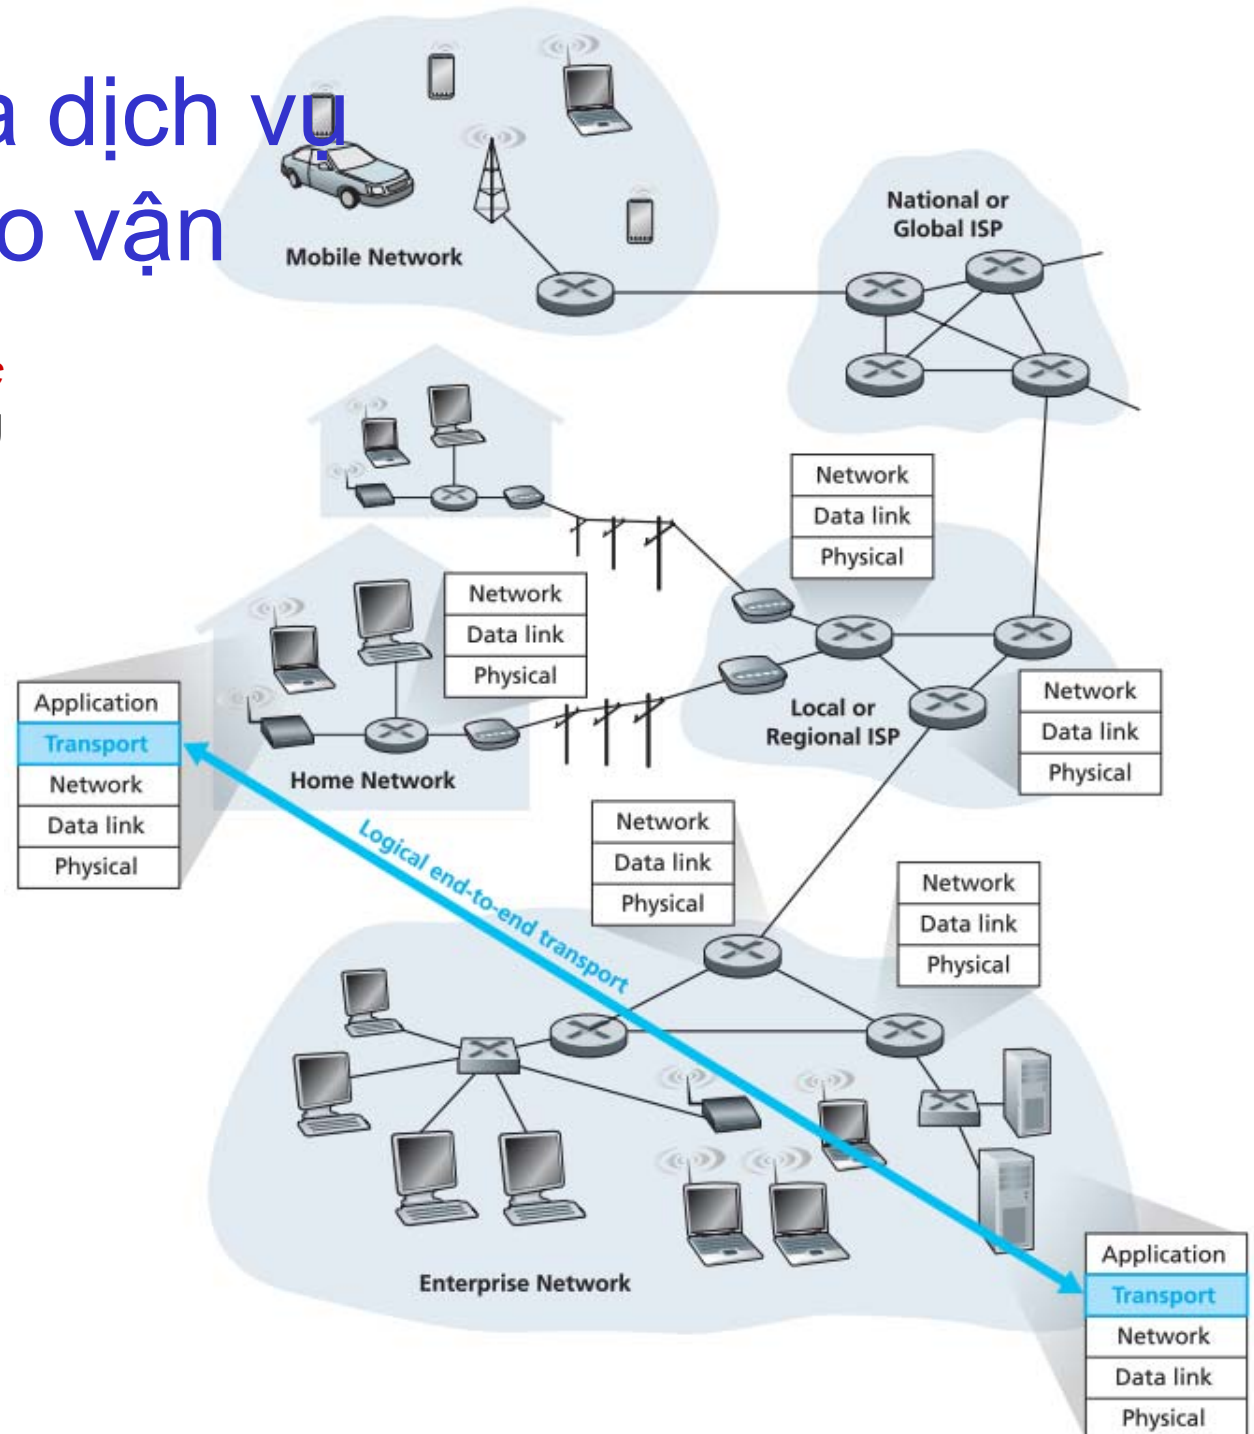 a dịch vụ
o vận
Mobile Network
National or
Global ISP
Network
Data link
Physical
Network
Data link
Physical
Application
Transport
Network
Data link
Physical
Home Network
Local or
Regional ISP
Network
Data link
Physical
Logical end-to-end transport
Network
Data link
Physical
Network
Data link
Physical
Enterprise Network
Application
Transport
Network
Data link
Physical